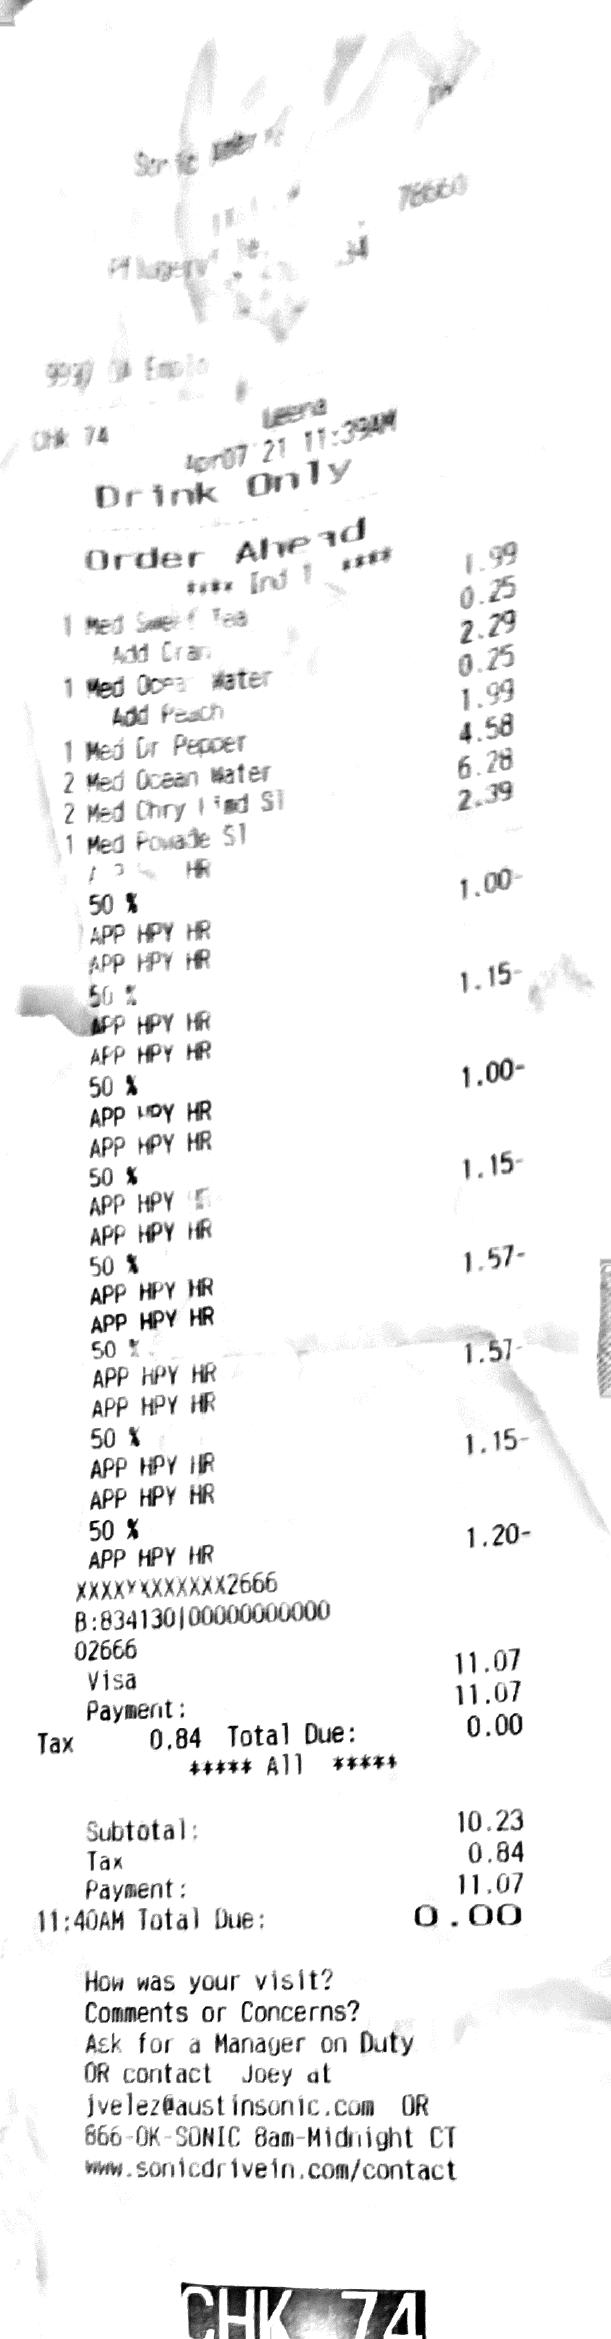 Sonic
78660
34
9937
CHK 74
Leena
Apr07'21 11:39AM
Drink Only
Order Ahead
**** Ind 1 ****
1 Med Sweet Tea 1.99
Add Cran 0.25
1 Med Ocean Water 2.29
Add Peach 0.25
1 Med Dr Pepper 1.99
2 Med Ocean Water 4.58
2 Med Chry Limd Sl 6.28
1 Med Powade Sl 2.39
HR
50 % 1.00-
APP HPY HR
APP HPY HR
50 % 1.15-
APP HPY HR
APP HPY HR
50 % 1.00-
APP HPY HR
APP HPY HR
50 % 1.15-
APP HPY
APP HPY HR
50 % 1.57-
APP HPY HR
APP HPY HR
50 % 1.57-
APP HPY HR
APP HPY HR
50 % 1.15-
APP HPY HR
APP HPY HR
50 % 1.20-
APP HPY HR
XXXXXXXXXXXX2666
B:834130|00000000000
02666
Visa 11.07
Payment: 11.07
Tax 0.84 Total Due: 0.00
***** All *****
Subtotal: 10.23
Tax 0.84
Payment: 11.07
11:40AM Total Due: 0.00
How was your visit?
Comments or Concerns?
Ask for a Manager on Duty
OR contact Joey at
jvelez@austinsonic.com OR
866-OK-SONIC 8am-Midnight CT
www.sonicdrivein.com/contact
CHK 74